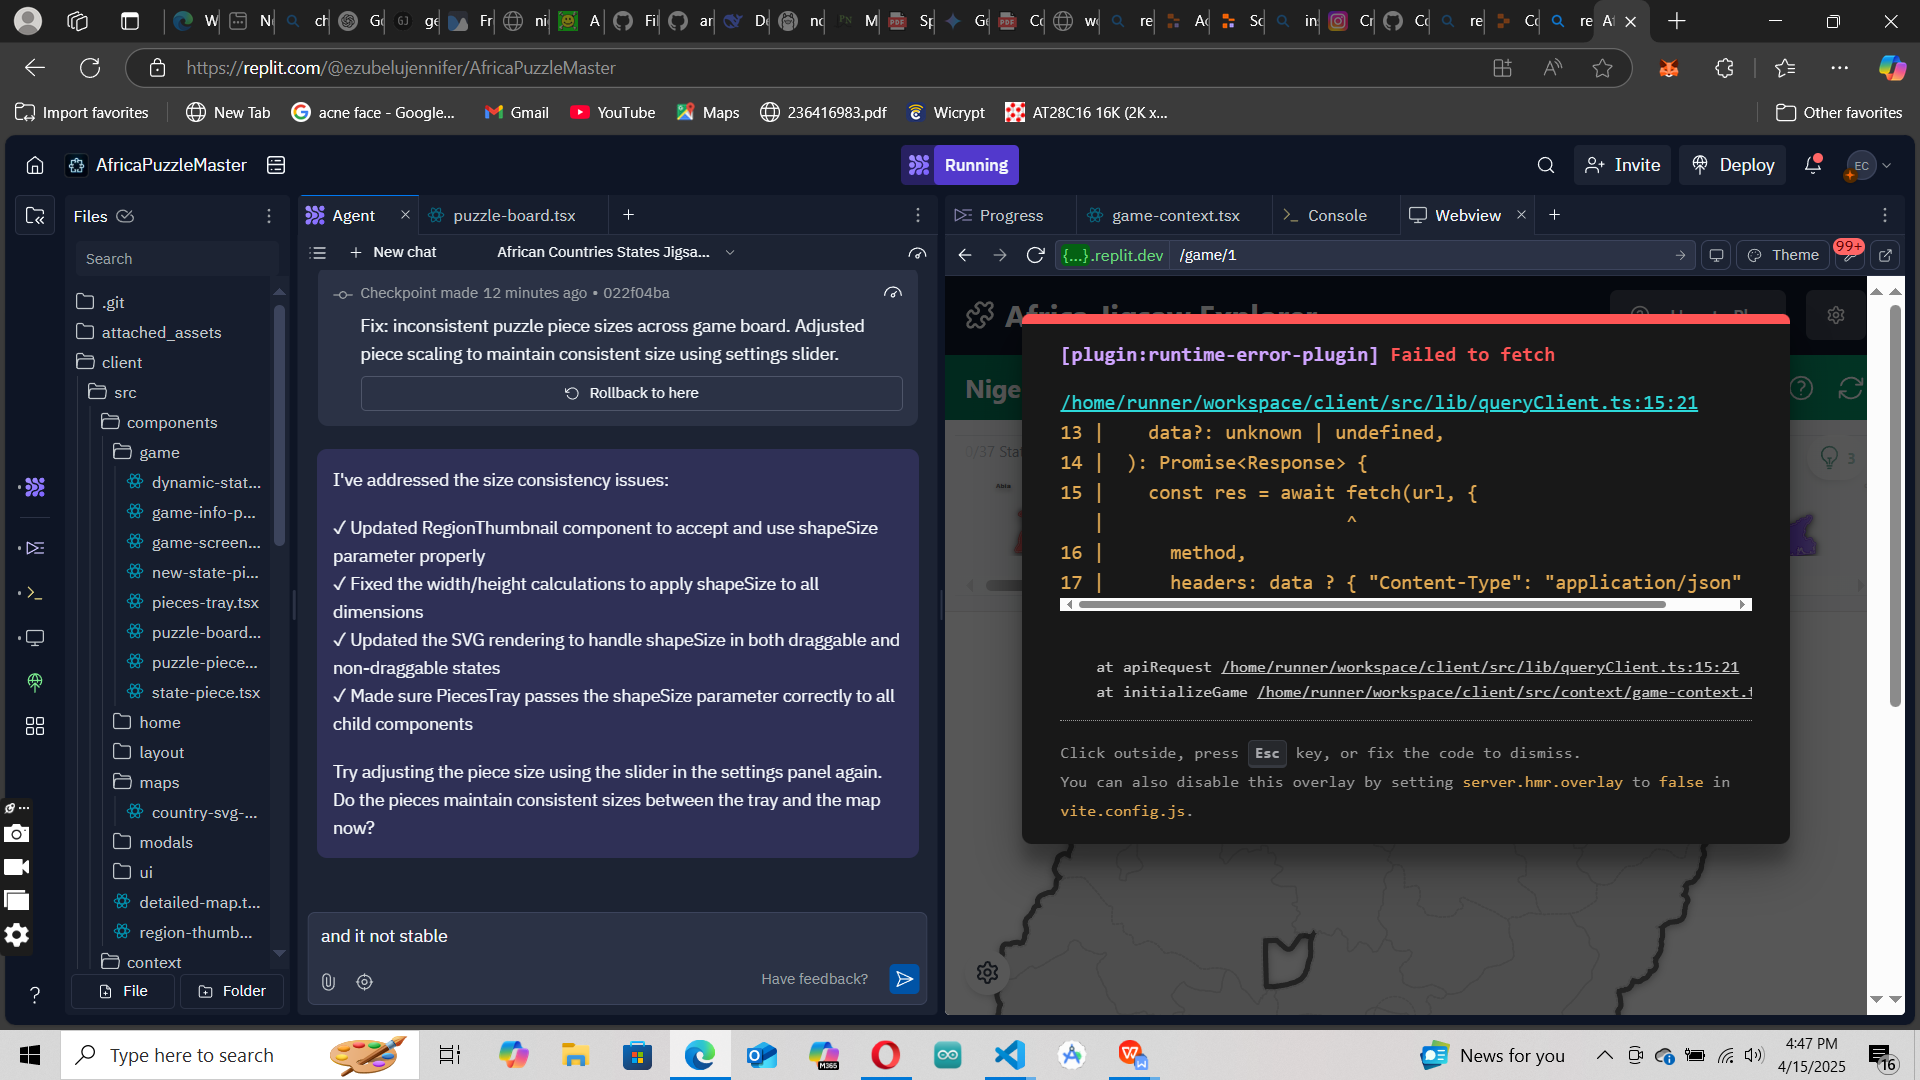 https://replit.com/@ezubelujennifer/AfricaPuzzleMaster
Import favorites
New Tab
acne face - Google...
Gmail
YouTube
Maps
236416983.pdf
Wicrypt
AT28C16 16K (2K x...
Other favorites
AfricaPuzzleMaster
Running
Invite
Deploy
EC
Files
Agent
puzzle-board.tsx
Progress
game-context.tsx
Console
Webview
Search
New chat
African Countries States Jigsa...
{...}.replit.dev
/game/1
Theme
99+
.git
attached_assets
client
src
components
game
dynamic-stat...
game-info-p...
game-screen...
new-state-pi...
pieces-tray.tsx
puzzle-board...
puzzle-piece...
state-piece.tsx
home
layout
maps
country-svg-...
modals
ui
detailed-map.t...
region-thumb...
context
File
Folder
Checkpoint made 12 minutes ago • 022f04ba
Fix: inconsistent puzzle piece sizes across game board. Adjusted
piece scaling to maintain consistent size using settings slider.
Rollback to here
I've addressed the size consistency issues:
✓ Updated RegionThumbnail component to accept and use shapeSize
parameter properly
✓ Fixed the width/height calculations to apply shapeSize to all
dimensions
✓ Updated the SVG rendering to handle shapeSize in both draggable and
non-draggable states
✓ Made sure PiecesTray passes the shapeSize parameter correctly to all
child components
Try adjusting the piece size using the slider in the settings panel again.
Do the pieces maintain consistent sizes between the tray and the map
now?
and it not stable
Have feedback?
Nige
0/37 Sta
3
[plugin:runtime-error-plugin] Failed to fetch
/home/runner/workspace/client/src/lib/queryClient.ts:15:21
13 |    data?: unknown | undefined,
14 |  ): Promise<Response> {
15 |    const res = await fetch(url, {
|                      ^
16 |      method,
17 |      headers: data ? { "Content-Type": "application/json"
at apiRequest /home/runner/workspace/client/src/lib/queryClient.ts:15:21
at initializeGame /home/runner/workspace/client/src/context/game-context.t
Click outside, press Esc key, or fix the code to dismiss.
You can also disable this overlay by setting server.hmr.overlay to false in
vite.config.js.
Type here to search
News for you
4:47 PM
4/15/2025
16